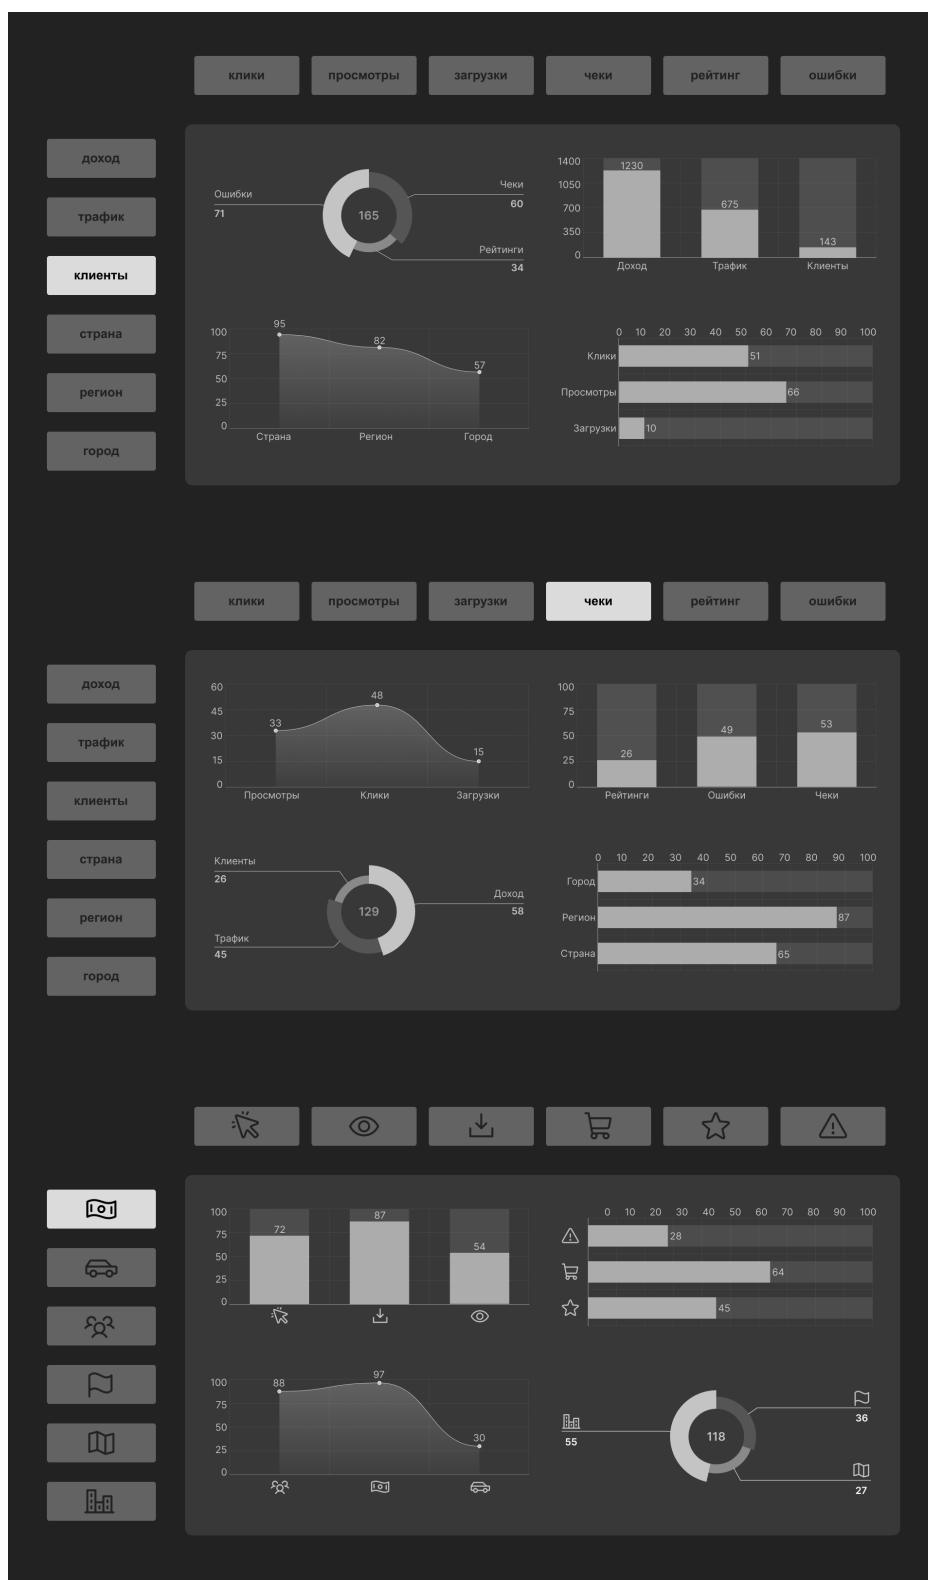 клики просмотры загрузки чеки рейтинг ошибки
доход
трафик
клиенты
страна
регион
город
Ошибки
71
165
Чеки
60
Рейтинги
34
1400
1050
700
350
0
1230
675
143
Доход Трафик Клиенты
100
75
50
25
0
95
82
57
Страна Регион Город
0 10 20 30 40 50 60 70 80 90 100
Клики 51
Просмотры 66
Загрузки 10
клики просмотры загрузки чеки рейтинг ошибки
доход
трафик
клиенты
страна
регион
город
60
45
30
15
0
33
48
15
Просмотры Клики Загрузки
100
75
50
25
0
26
49
53
Рейтинги Ошибки Чеки
Клиенты
26
129
Доход
58
Трафик
45
0 10 20 30 40 50 60 70 80 90 100
Город 34
Регион 87
Страна 65
100
75
50
25
0
72
87
54
0 10 20 30 40 50 60 70 80 90 100
28
64
45
100
75
50
25
0
88
97
30
55
118
36
27